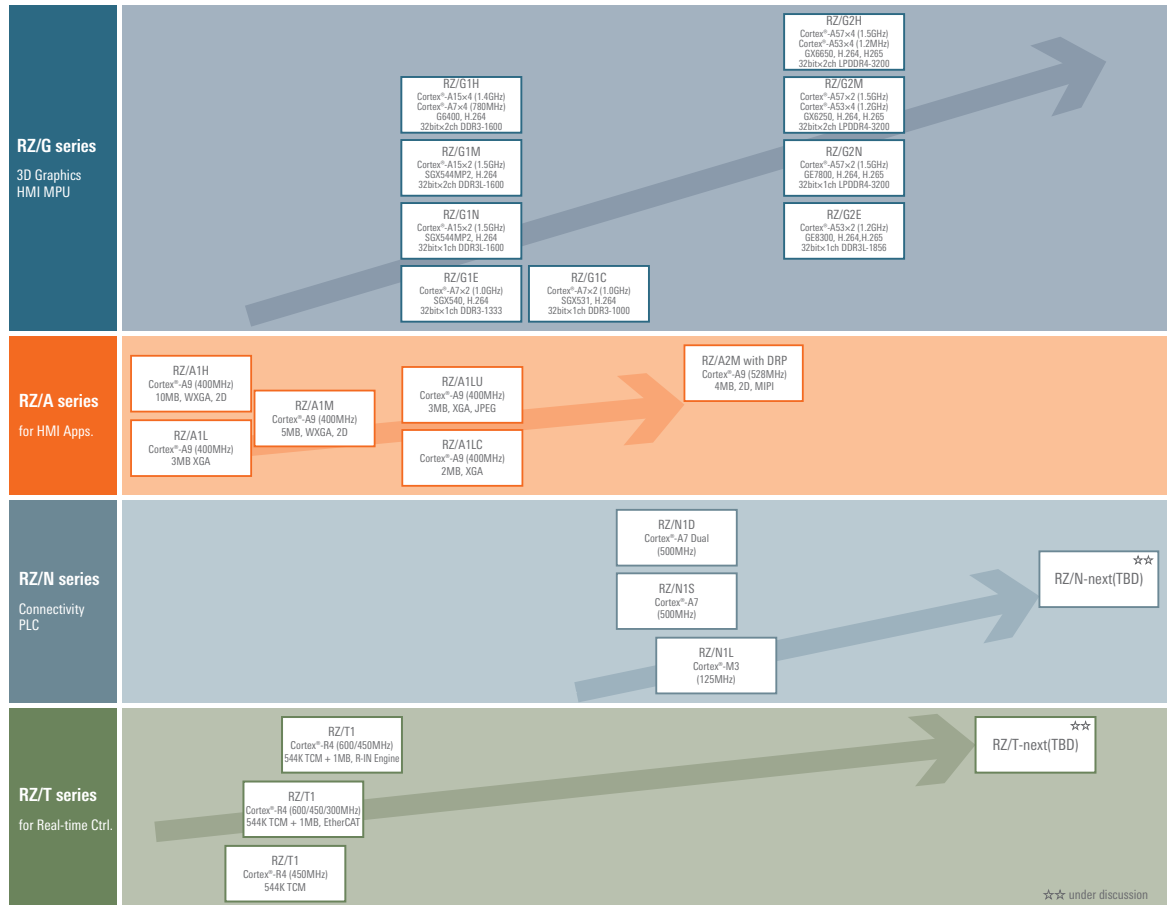 RZ/G series
3D Graphics
HMI MPU
RZ/G1H
Cortex®-A15×4 (1.4GHz)
Cortex®-A7×4 (780MHz)
G6400, H.264
32bit×2ch DDR3-1600
RZ/G1M
Cortex®-A15×2 (1.5GHz)
SGX544MP2, H.264
32bit×2ch DDR3L-1600
RZ/G1N
Cortex®-A15×2 (1.5GHz)
SGX544MP2, H.264
32bit×1ch DDR3L-1600
RZ/G1E
Cortex®-A7×2 (1.0GHz)
SGX540, H.264
32bit×1ch DDR3-1333
RZ/G1C
Cortex®-A7×2 (1.0GHz)
SGX531, H.264
32bit×1ch DDR3-1000
RZ/G2H
Cortex®-A57×4 (1.5GHz)
Cortex®-A53×4 (1.2MHz)
GX6650, H.264, H265
32bit×2ch LPDDR4-3200
RZ/G2M
Cortex®-A57×2 (1.5GHz)
Cortex®-A53×4 (1.2GHz)
GX6250, H.264, H.265
32bit×2ch LPDDR4-3200
RZ/G2N
Cortex®-A57×2 (1.5GHz)
GE7800, H.264, H.265
32bit×1ch LPDDR4-3200
RZ/G2E
Cortex®-A53×2 (1.2GHz)
GE8300, H.264,H.265
32bit×1ch DDR3L-1856
RZ/A series
for HMI Apps.
RZ/A1H
Cortex®-A9 (400MHz)
10MB, WXGA, 2D
RZ/A1L
Cortex®-A9 (400MHz)
3MB XGA
RZ/A1M
Cortex®-A9 (400MHz)
5MB, WXGA, 2D
RZ/A1LU
Cortex®-A9 (400MHz)
3MB, XGA, JPEG
RZ/A1LC
Cortex®-A9 (400MHz)
2MB, XGA
RZ/A2M with DRP
Cortex®-A9 (528MHz)
4MB, 2D, MIPI
RZ/N series
Connectivity
PLC
RZ/N1D
Cortex®-A7 Dual
(500MHz)
RZ/N1S
Cortex®-A7
(500MHz)
RZ/N1L
Cortex®-M3
(125MHz)
☆☆
RZ/N-next(TBD)
RZ/T series
for Real-time Ctrl.
RZ/T1
Cortex®-R4 (600/450MHz)
544K TCM + 1MB, R-IN Engine
RZ/T1
Cortex®-R4 (600/450/300MHz)
544K TCM + 1MB, EtherCAT
RZ/T1
Cortex®-R4 (450MHz)
544K TCM
☆☆
RZ/T-next(TBD)
☆☆ under discussion